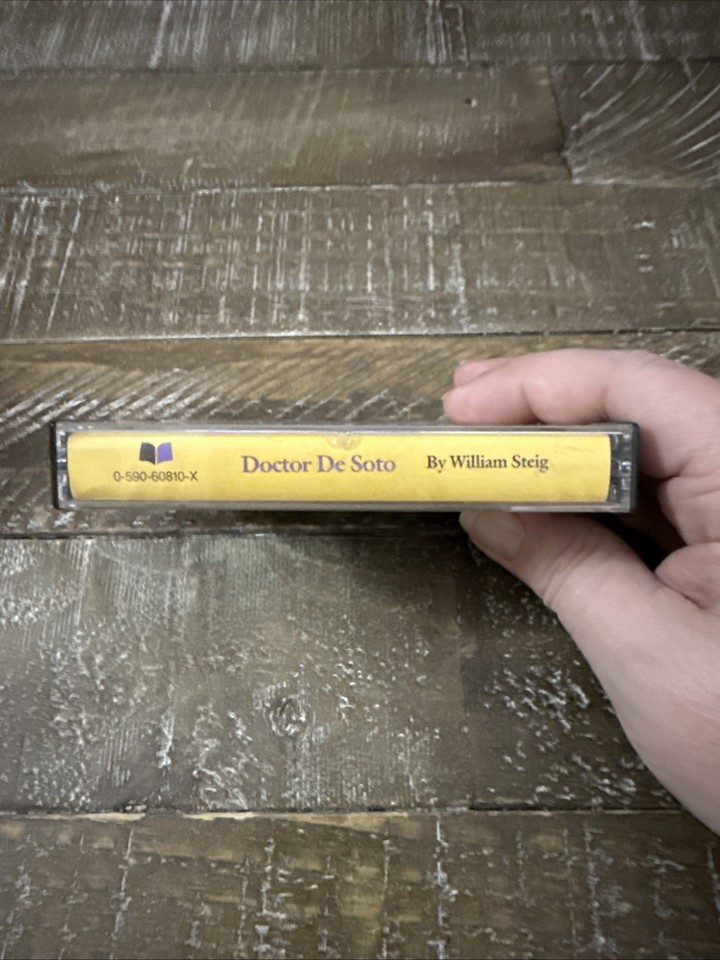 0-590-60810-X
Doctor De Soto
By William Steig